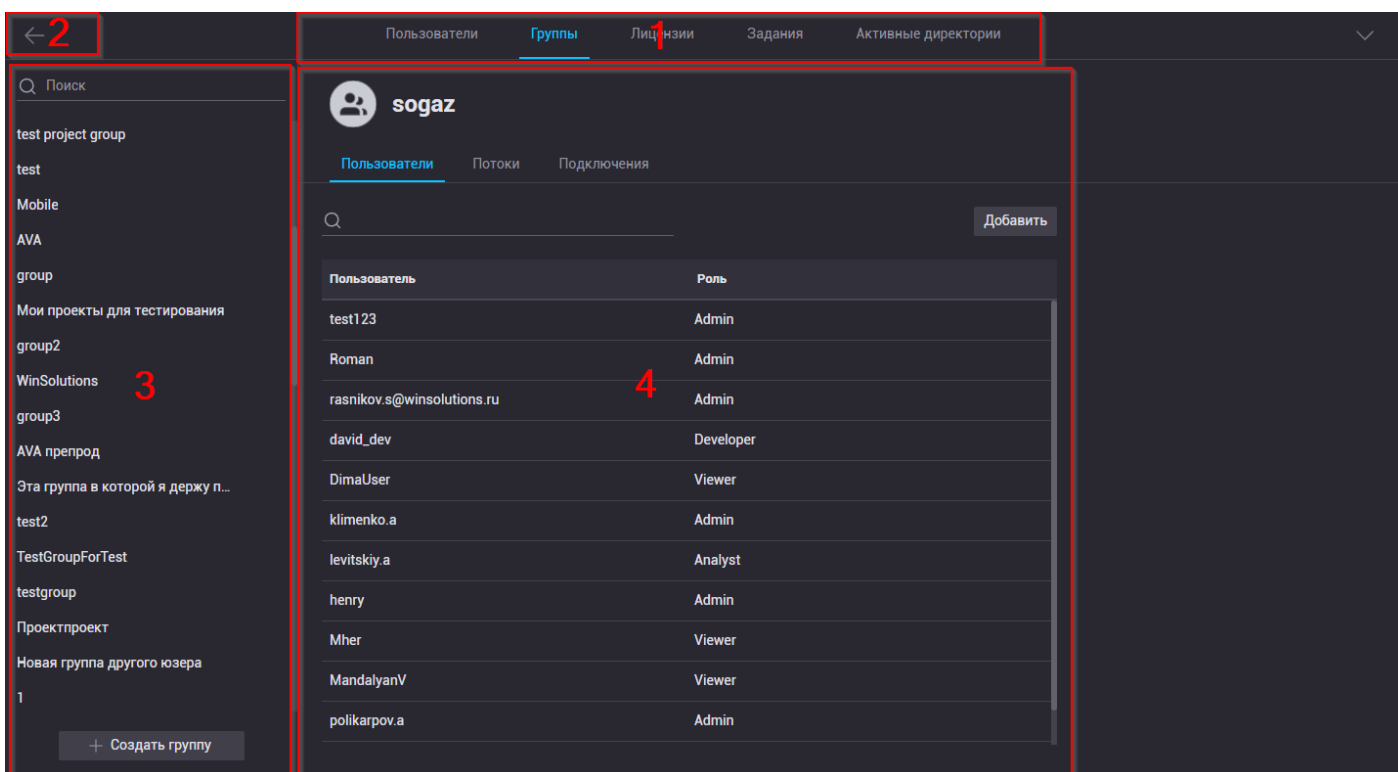 2
Пользователи Группы Лицензии Задания Активные директории
1
Поиск
test project group
test
Mobile
AVA
group
Мои проекты для тестирования
group2
WinSolutions
group3
AVA препрод
Эта группа в которой я держу п...
test2
TestGroupForTest
testgroup
Проектпроект
Новая группа другого юзера
1
Создать группу
3
sogaz
Пользователи Потоки Подключения
Добавить
Пользователь Роль
test123 Admin
Roman Admin
rasnikov.s@winsolutions.ru Admin
david_dev Developer
DimaUser Viewer
klimenko.a Admin
levitskiy.a Analyst
henry Admin
Mher Viewer
MandalyanV Viewer
polikarpov.a Admin
4